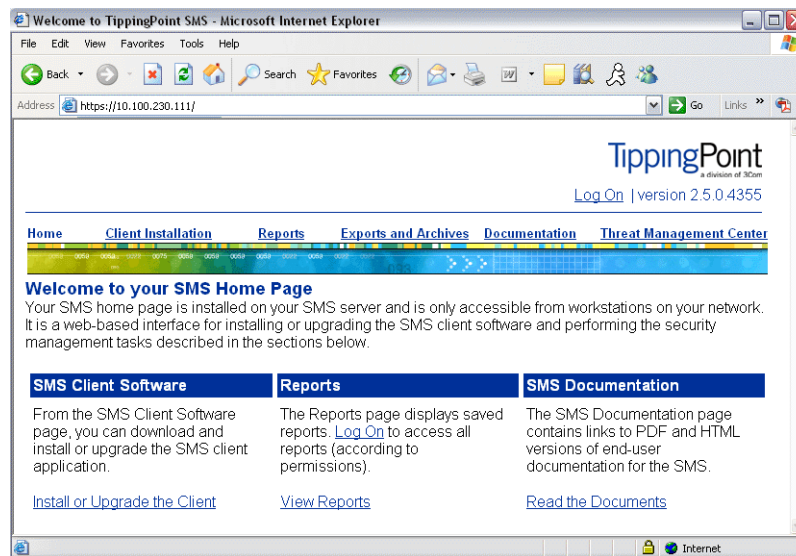 Welcome to TippingPoint SMS - Microsoft Internet Explorer
File Edit View Favorites Tools Help
Back Search Favorites
Address https://10.100.230.111/ Go Links
TippingPoint
a division of 3Com
Log On | version 2.5.0.4355
Home Client Installation Reports Exports and Archives Documentation Threat Management Center
Welcome to your SMS Home Page
Your SMS home page is installed on your SMS server and is only accessible from workstations on your network.
It is a web-based interface for installing or upgrading the SMS client software and performing the security
management tasks described in the sections below.
SMS Client Software
From the SMS Client Software
page, you can download and
install or upgrade the SMS client
application.
Install or Upgrade the Client
Reports
The Reports page displays saved
reports. Log On to access all
reports (according to
permissions).
View Reports
SMS Documentation
The SMS Documentation page
contains links to PDF and HTML
versions of end-user
documentation for the SMS.
Read the Documents
Internet